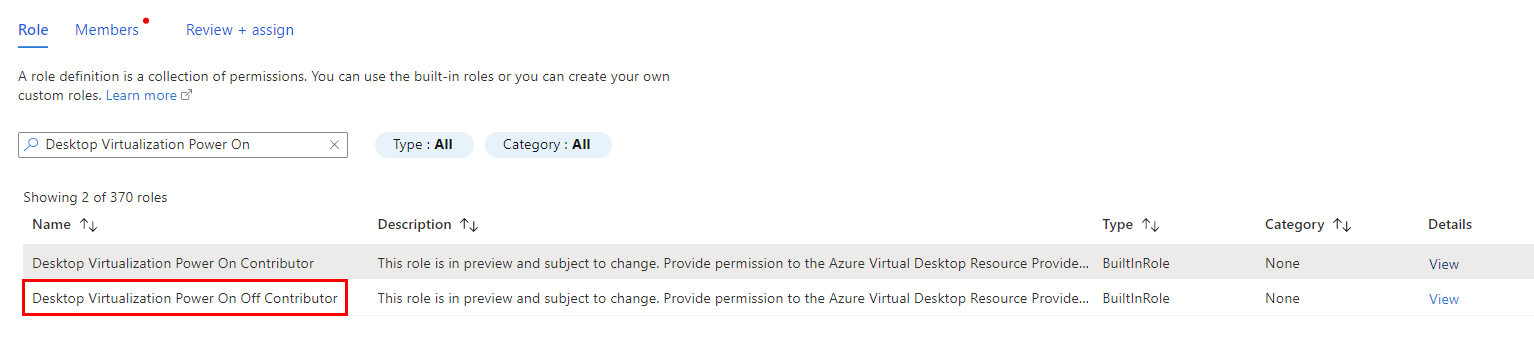 Role Members Review + assign
A role definition is a collection of permissions. You can use the built-in roles or you can create your own
custom roles. Learn more
Desktop Virtualization Power On Type : All Category : All
Showing 2 of 370 roles
Name Description Type Category Details
Desktop Virtualization Power On Contributor This role is in preview and subject to change. Provide permission to the Azure Virtual Desktop Resource Provide... BuiltInRole None View
Desktop Virtualization Power On Off Contributor This role is in preview and subject to change. Provide permission to the Azure Virtual Desktop Resource Provide... BuiltInRole None View